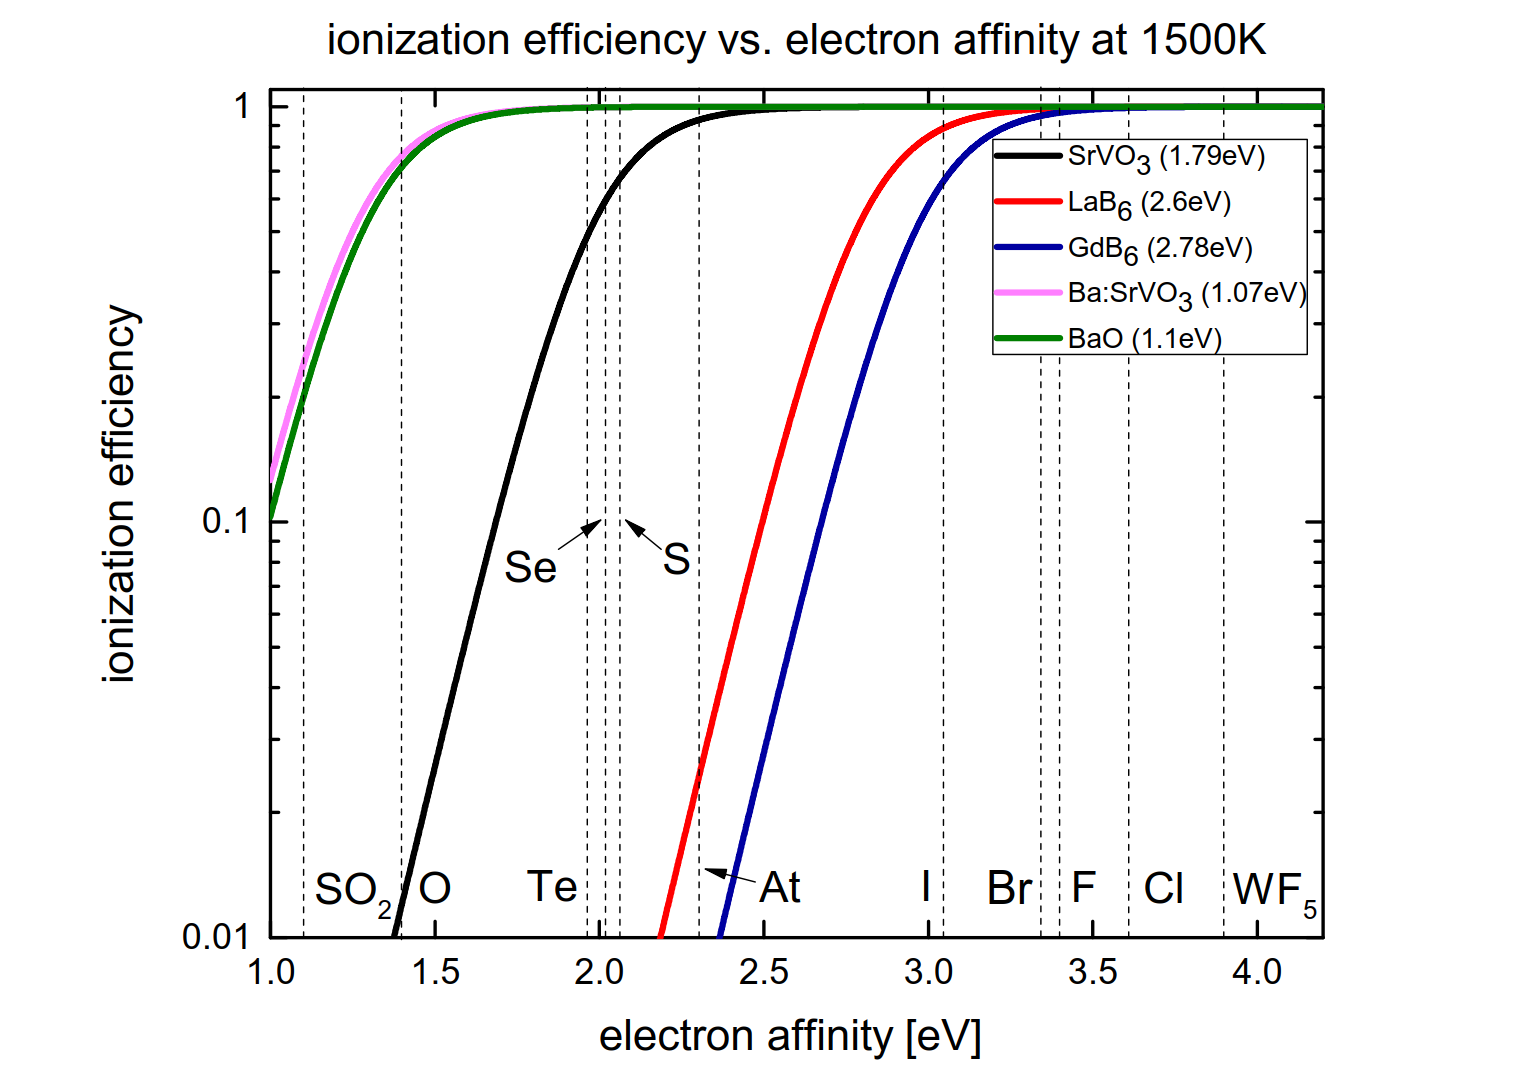 ionization efficiency vs. electron affinity at 1500K
ionization efficiency
1
0.1
0.01
SrVO₃ (1.79eV)
LaB₆ (2.6eV)
GdB₆ (2.78eV)
Ba:SrVO₃ (1.07eV)
BaO (1.1eV)
Se
S
SO₂
O
Te
At
I
Br
F
Cl
WF₅
1.0
1.5
2.0
2.5
3.0
3.5
4.0
electron affinity [eV]